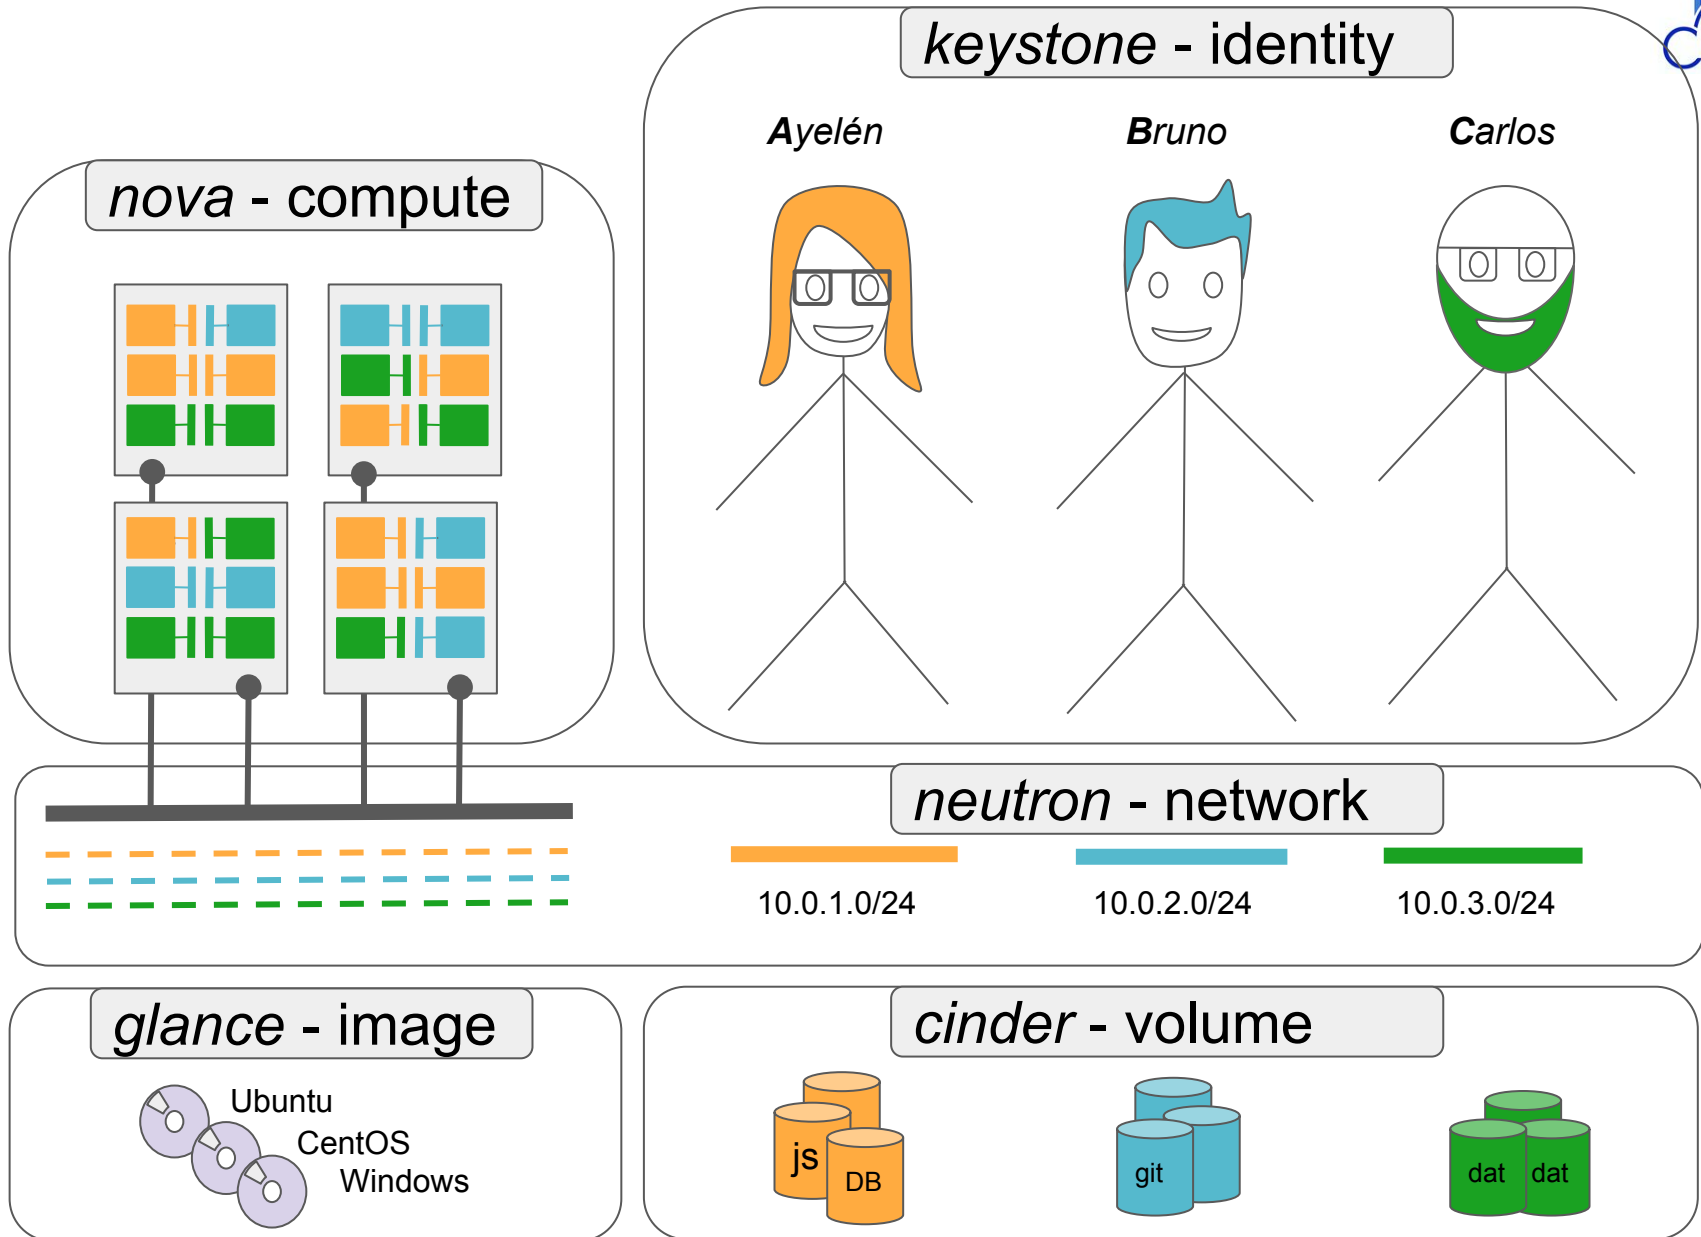 keystone - identity
Ayelén
Bruno
Carlos
nova - compute
neutron - network
10.0.1.0/24
10.0.2.0/24
10.0.3.0/24
glance - image
Ubuntu
CentOS
Windows
cinder - volume
js
DB
git
dat
dat